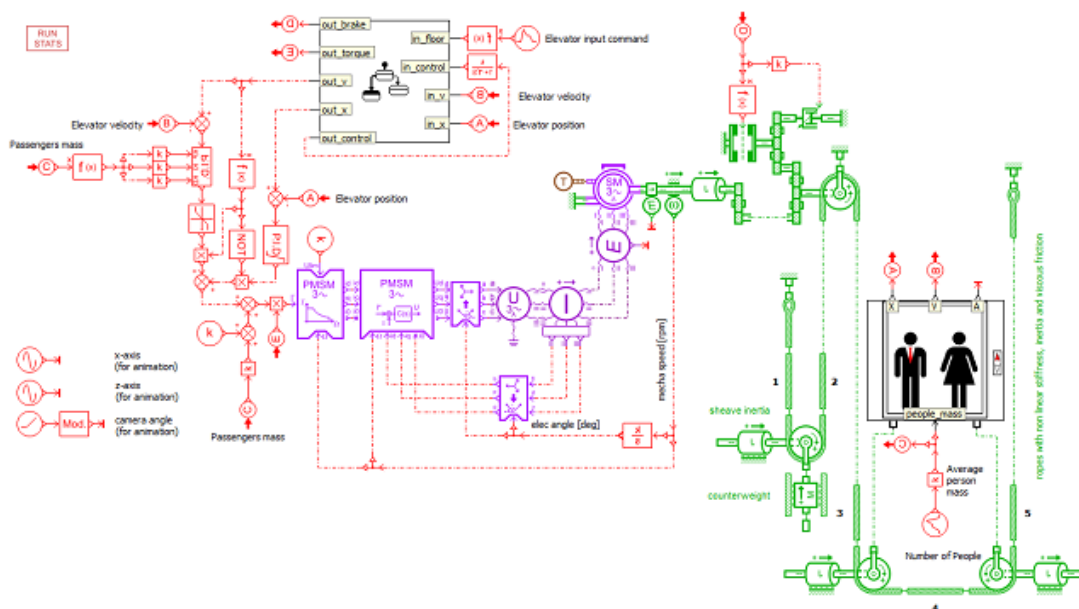 RUN
STATS
out_brake
out_torque
out_v
out_x
out_control
in_floor
in_control
in_v
in_x
Elevator input command
Elevator velocity
Elevator position
Elevator velocity
Passengers mass
Elevator position
f(x)
k
k
k
NOT
k
k
k
PMSM
3~
PMSM
3~
SM
3~
T
U
3~
k
f(x)
mecha speed [rpm]
elec angle [deg]
x-axis
(for animation)
z-axis
(for animation)
camera angle
(for animation)
Mod.
Passengers mass
sheave inertia
counterweight
1
2
3
4
5
X
V
A
people_mass
Average
person
mass
k
Number of People
ropes with non linear stiffness, inertia and viscous friction